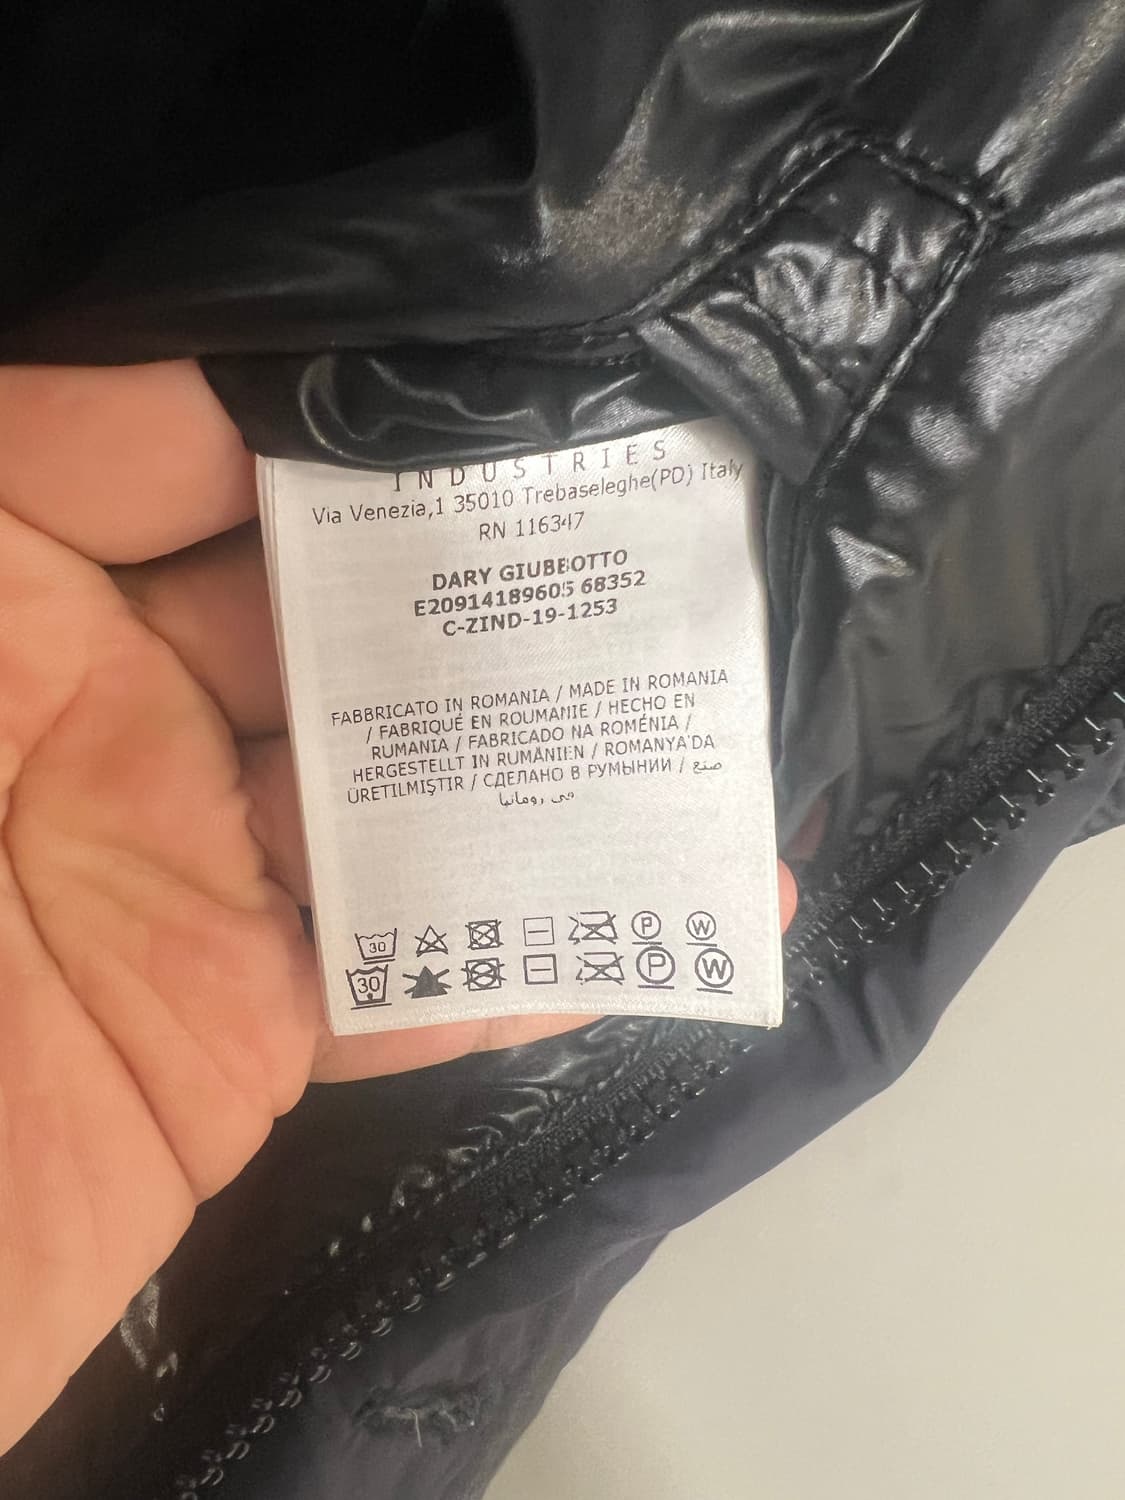 INDUSTRIES
Via Venezia,1 35010 Trebaseleghe(PD) Italy
RN 116347
DARY GIUBBOTTO
E20914189605 68352
C-ZIND-19-1253
FABBRICATO IN ROMANIA / MADE IN ROMANIA
/ FABRIQUÉ EN ROUMANIE / HECHO EN
RUMANIA / FABRICADO NA ROMÉNIA /
HERGESTELLT IN RUMÄNIEN / ROMANYA'DA
ÜRETILMIŞTIR / СДЕЛАНО В РУМЫНИИ / صنع
في رومانيا
30 P W
30 P W